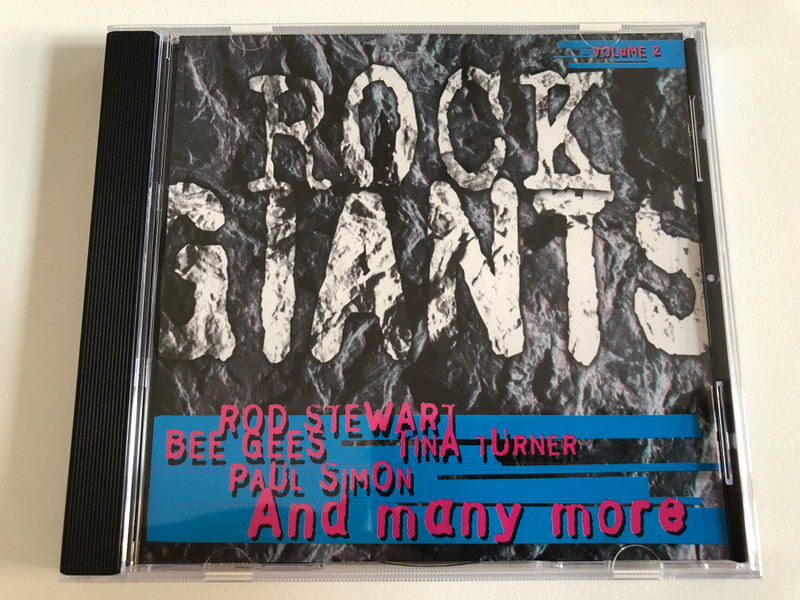 VOLUME 2
ROCK
GIANTS
ROD STEWART
BEE GEES TINA TURNER
PAUL SIMON
And many more